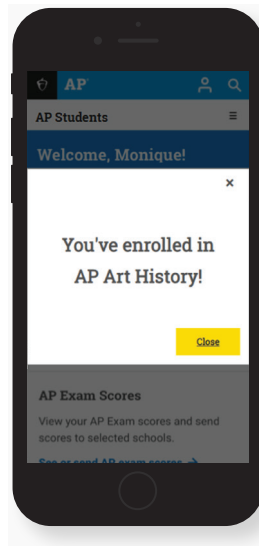 AP
AP Students
Welcome, Monique!
×
You've enrolled in
AP Art History!
Close
AP Exam Scores
View your AP Exam scores and send
scores to selected schools.
See or send AP exam scores →